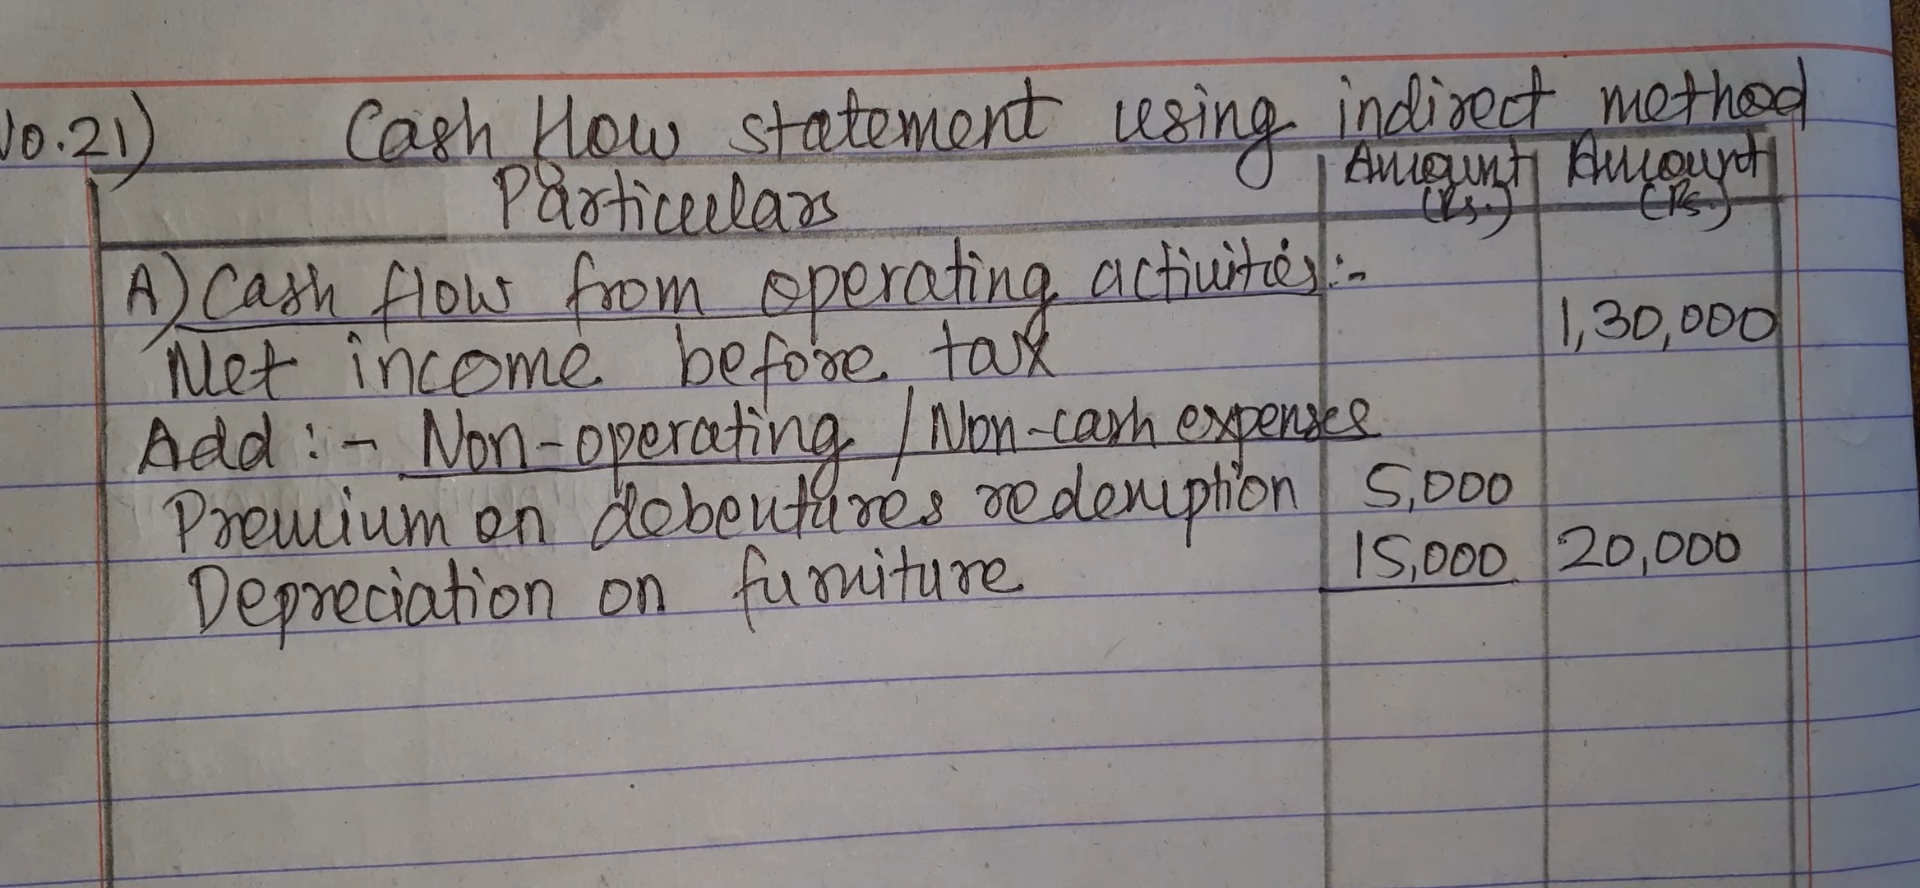 No.21) Cash flow statement using indirect method
Particulars Amount (Rs.) Amount (Rs.)
A) Cash flow from operating activities:-
Net income before tax 1,30,000
Add :- Non-operating / Non-cash expenses
Premium on debentures redemption 5,000
Depreciation on furniture 15,000 20,000